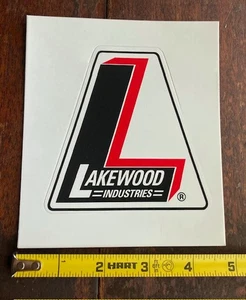 LAKEWOOD
INDUSTRIES
®
2 HART 3 4 5